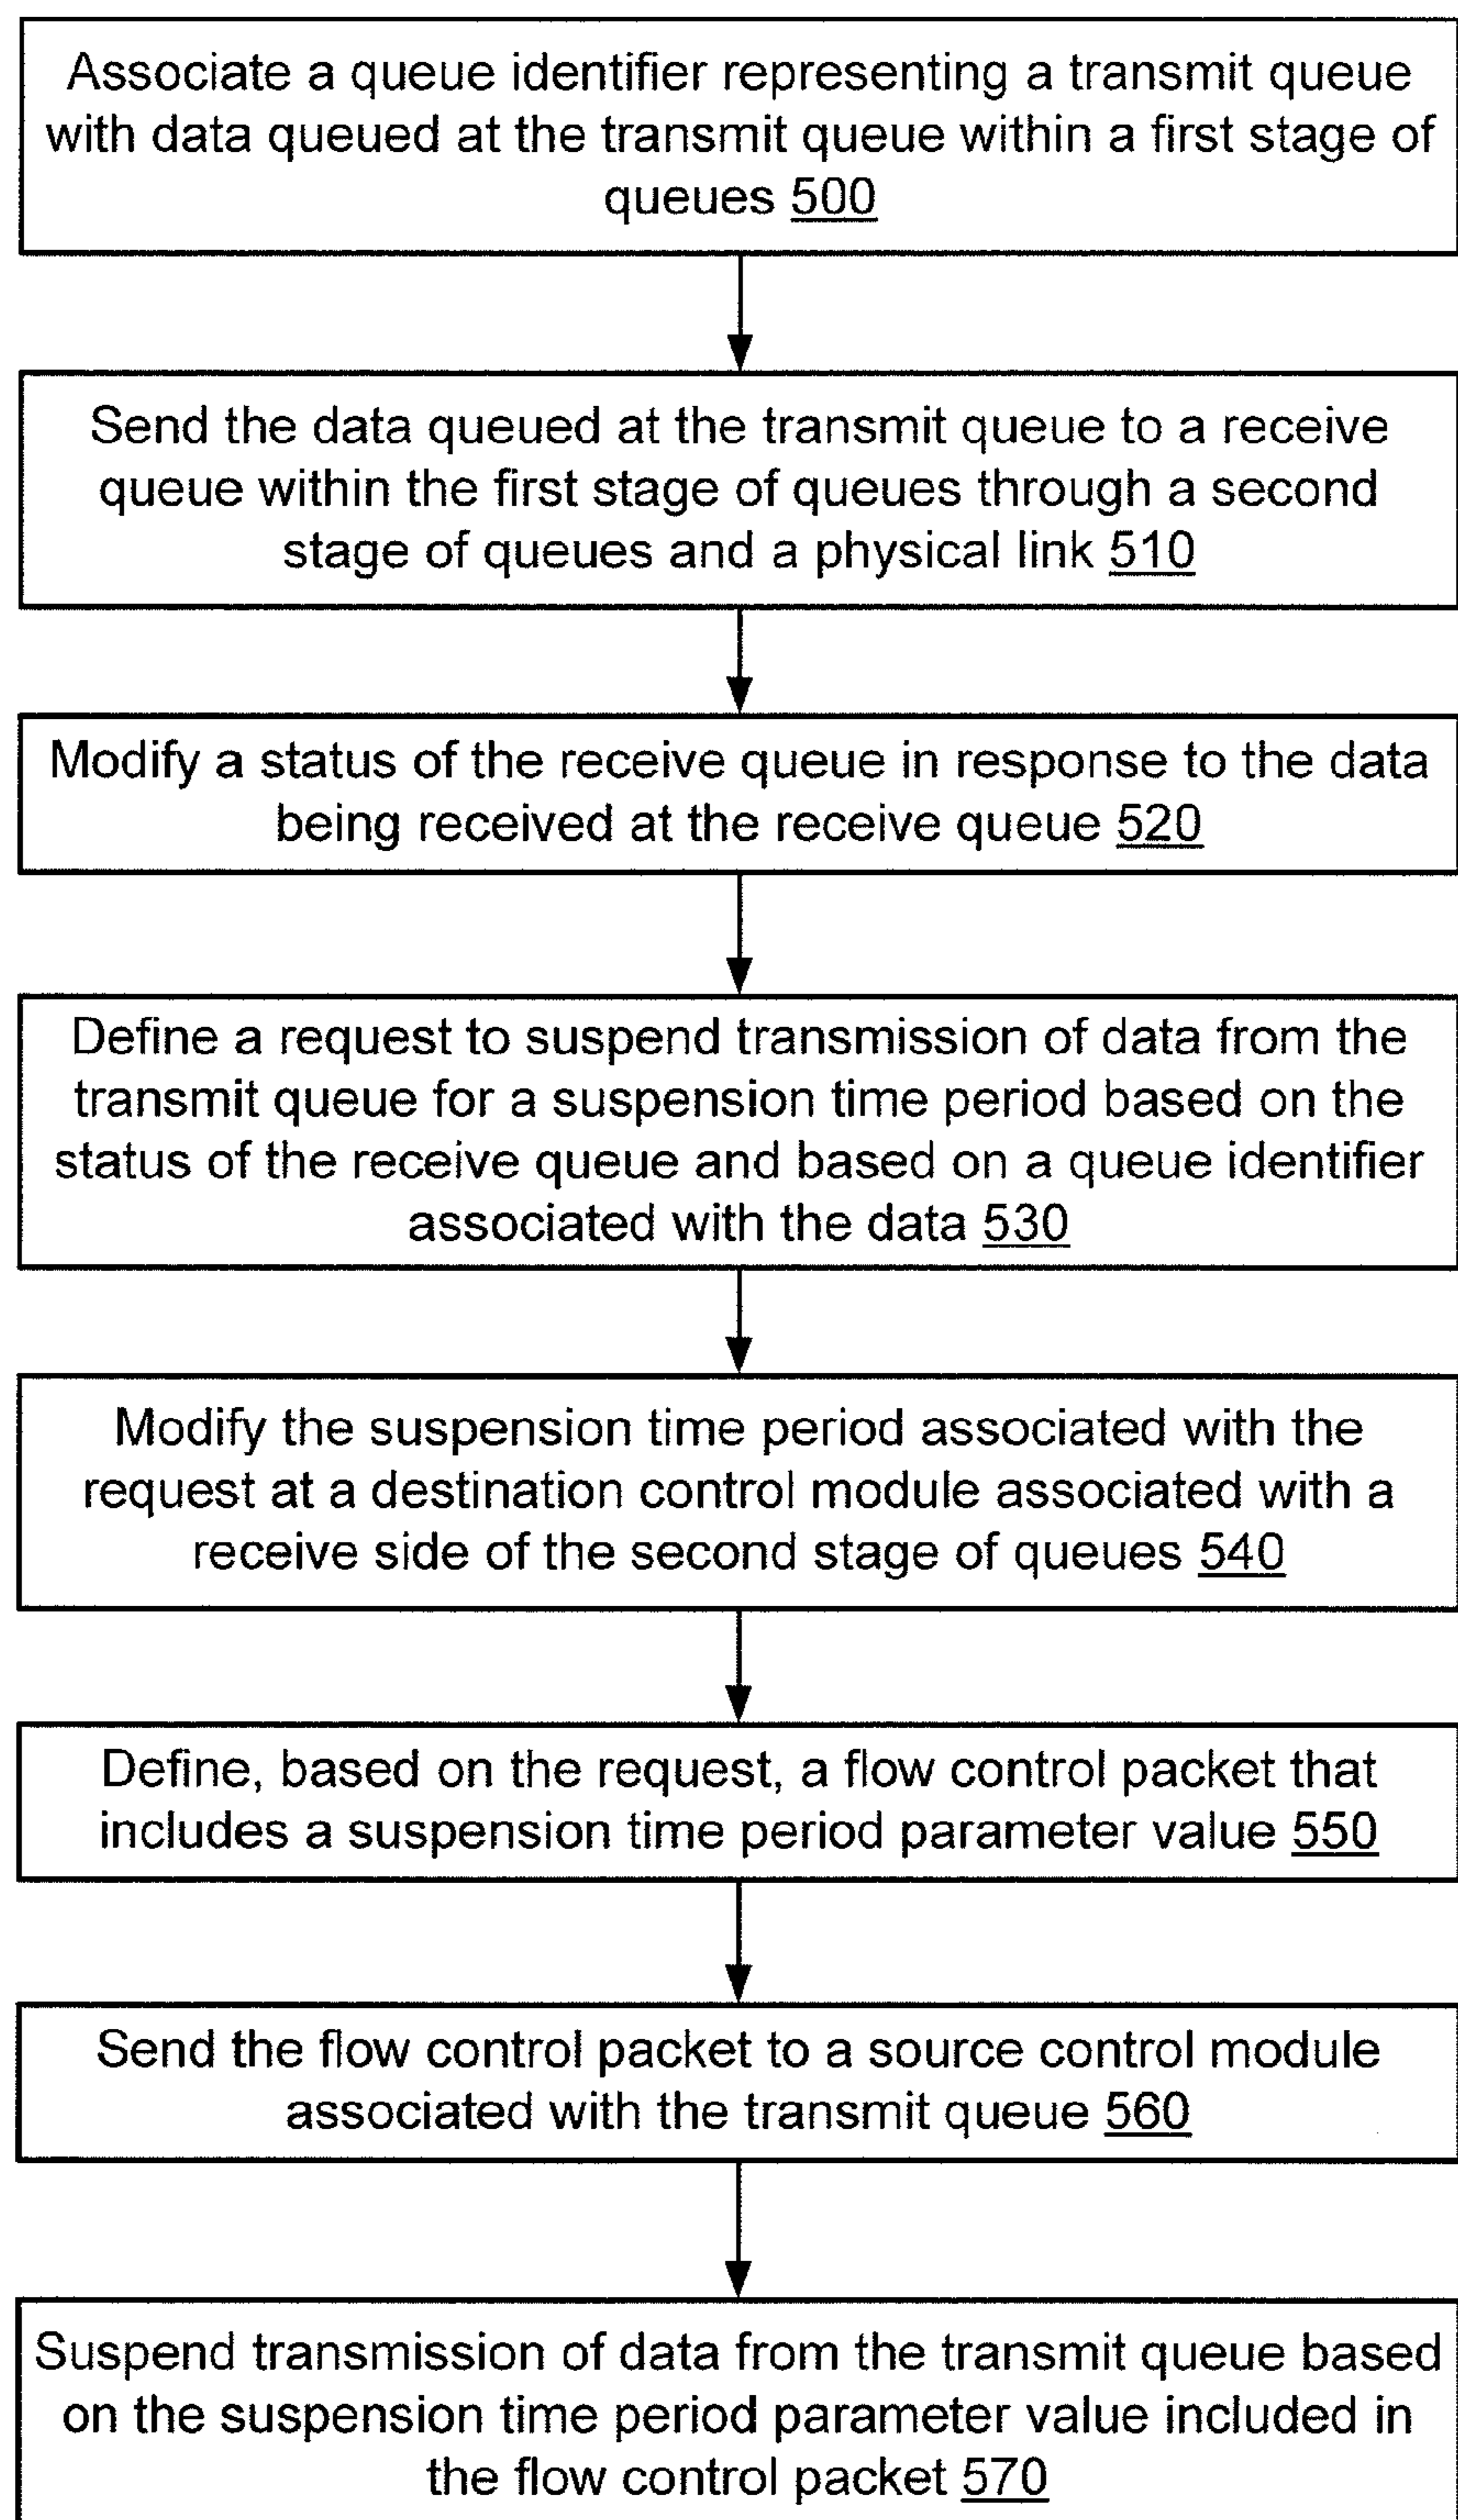 Associate a queue identifier representing a transmit queue
with data queued at the transmit queue within a first stage of
queues 500
Send the data queued at the transmit queue to a receive
queue within the first stage of queues through a second
stage of queues and a physical link 510
Modify a status of the receive queue in response to the data
being received at the receive queue 520
Define a request to suspend transmission of data from the
transmit queue for a suspension time period based on the
status of the receive queue and based on a queue identifier
associated with the data 530
Modify the suspension time period associated with the
request at a destination control module associated with a
receive side of the second stage of queues 540
Define, based on the request, a flow control packet that
includes a suspension time period parameter value 550
Send the flow control packet to a source control module
associated with the transmit queue 560
Suspend transmission of data from the transmit queue based
on the suspension time period parameter value included in
the flow control packet 570